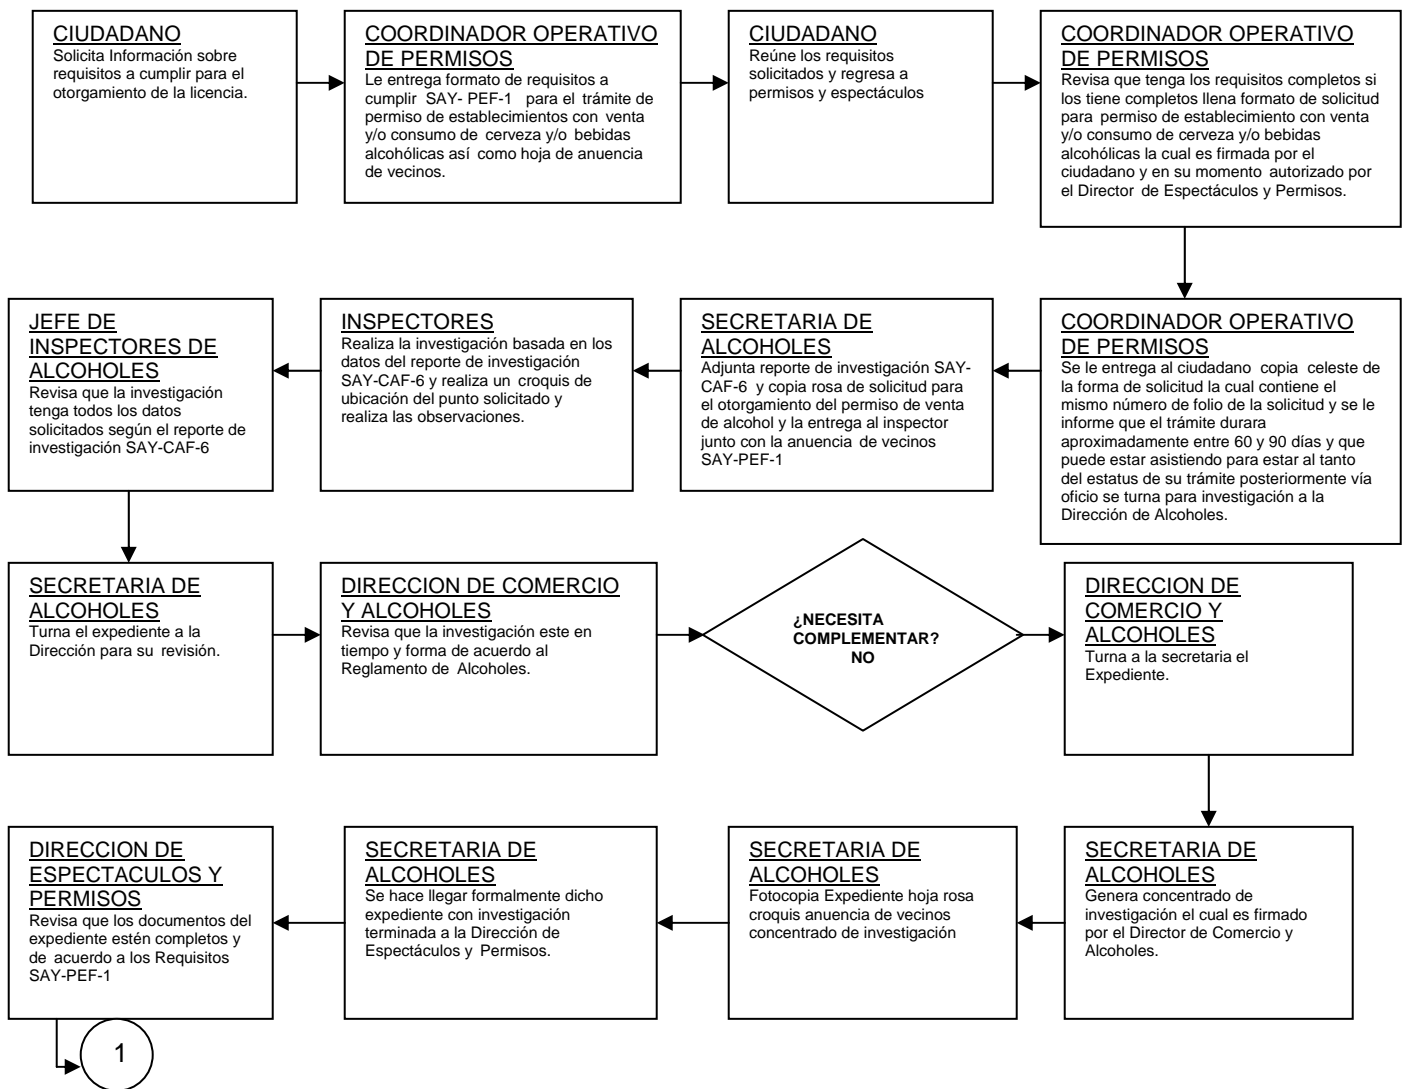 CIUDADANO
Solicita Información sobre
requisitos a cumplir para el
otorgamiento de la licencia.
COORDINADOR OPERATIVO
DE PERMISOS
Le entrega formato de requisitos a
cumplir SAY- PEF-1 para el trámite de
permiso de establecimientos con venta
y/o consumo de cerveza y/o bebidas
alcohólicas así como hoja de anuencia
de vecinos.
CIUDADANO
Reúne los requisitos
solicitados y regresa a
permisos y espectáculos
COORDINADOR OPERATIVO
DE PERMISOS
Revisa que tenga los requisitos completos si
los tiene completos llena formato de solicitud
para permiso de establecimiento con venta
y/o consumo de cerveza y/o bebidas
alcohólicas la cual es firmada por el
ciudadano y en su momento autorizado por
el Director de Espectáculos y Permisos.
COORDINADOR OPERATIVO
DE PERMISOS
Se le entrega al ciudadano copia celeste de
la forma de solicitud la cual contiene el
mismo número de folio de la solicitud y se le
informe que el trámite durara
aproximadamente entre 60 y 90 días y que
puede estar asistiendo para estar al tanto
del estatus de su trámite posteriormente vía
oficio se turna para investigación a la
Dirección de Alcoholes.
SECRETARIA DE
ALCOHOLES
Adjunta reporte de investigación SAY-
CAF-6 y copia rosa de solicitud para
el otorgamiento del permiso de venta
de alcohol y la entrega al inspector
junto con la anuencia de vecinos
SAY-PEF-1
INSPECTORES
Realiza la investigación basada en los
datos del reporte de investigación
SAY-CAF-6 y realiza un croquis de
ubicación del punto solicitado y
realiza las observaciones.
JEFE DE
INSPECTORES DE
ALCOHOLES
Revisa que la investigación
tenga todos los datos
solicitados según el reporte de
investigación SAY-CAF-6
SECRETARIA DE
ALCOHOLES
Turna el expediente a la
Dirección para su revisión.
DIRECCION DE COMERCIO
Y ALCOHOLES
Revisa que la investigación este en
tiempo y forma de acuerdo al
Reglamento de Alcoholes.
¿NECESITA
COMPLEMENTAR?
NO
DIRECCION DE
COMERCIO Y
ALCOHOLES
Turna a la secretaria el
Expediente.
SECRETARIA DE
ALCOHOLES
Genera concentrado de
investigación el cual es firmado
por el Director de Comercio y
Alcoholes.
SECRETARIA DE
ALCOHOLES
Fotocopia Expediente hoja rosa
croquis anuencia de vecinos
concentrado de investigación
SECRETARIA DE
ALCOHOLES
Se hace llegar formalmente dicho
expediente con investigación
terminada a la Dirección de
Espectáculos y Permisos.
DIRECCION DE
ESPECTACULOS Y
PERMISOS
Revisa que los documentos del
expediente estén completos y
de acuerdo a los Requisitos
SAY-PEF-1
1